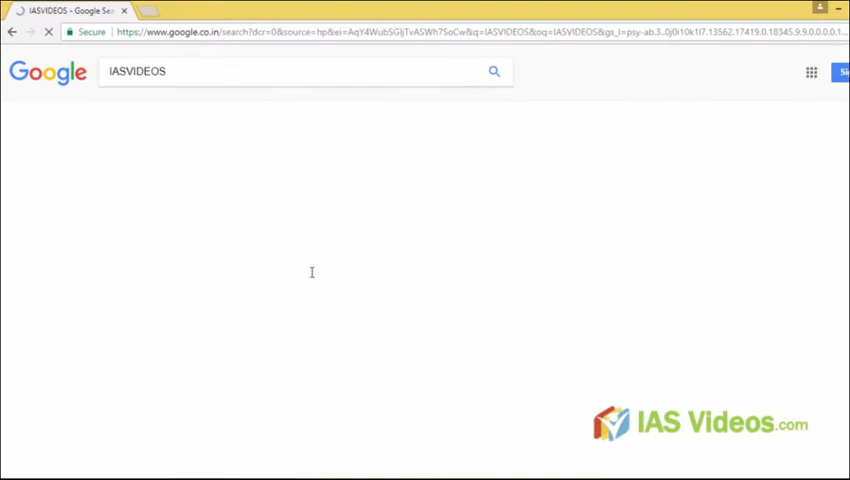 IASVIDEOS - Google Sea
Secure https://www.google.co.in/search?dcr=0&source=hp&ei=AqY4WubSGIjTvASWh7SoCw&q=IASVIDEOS&oq=IASVIDEOS&gs_l=psy-ab.3..0j0i10k1l7.13562.17419.0.18345.9.9.0.0.0.0.1...
Google IASVIDEOS
Si
IAS Videos.com